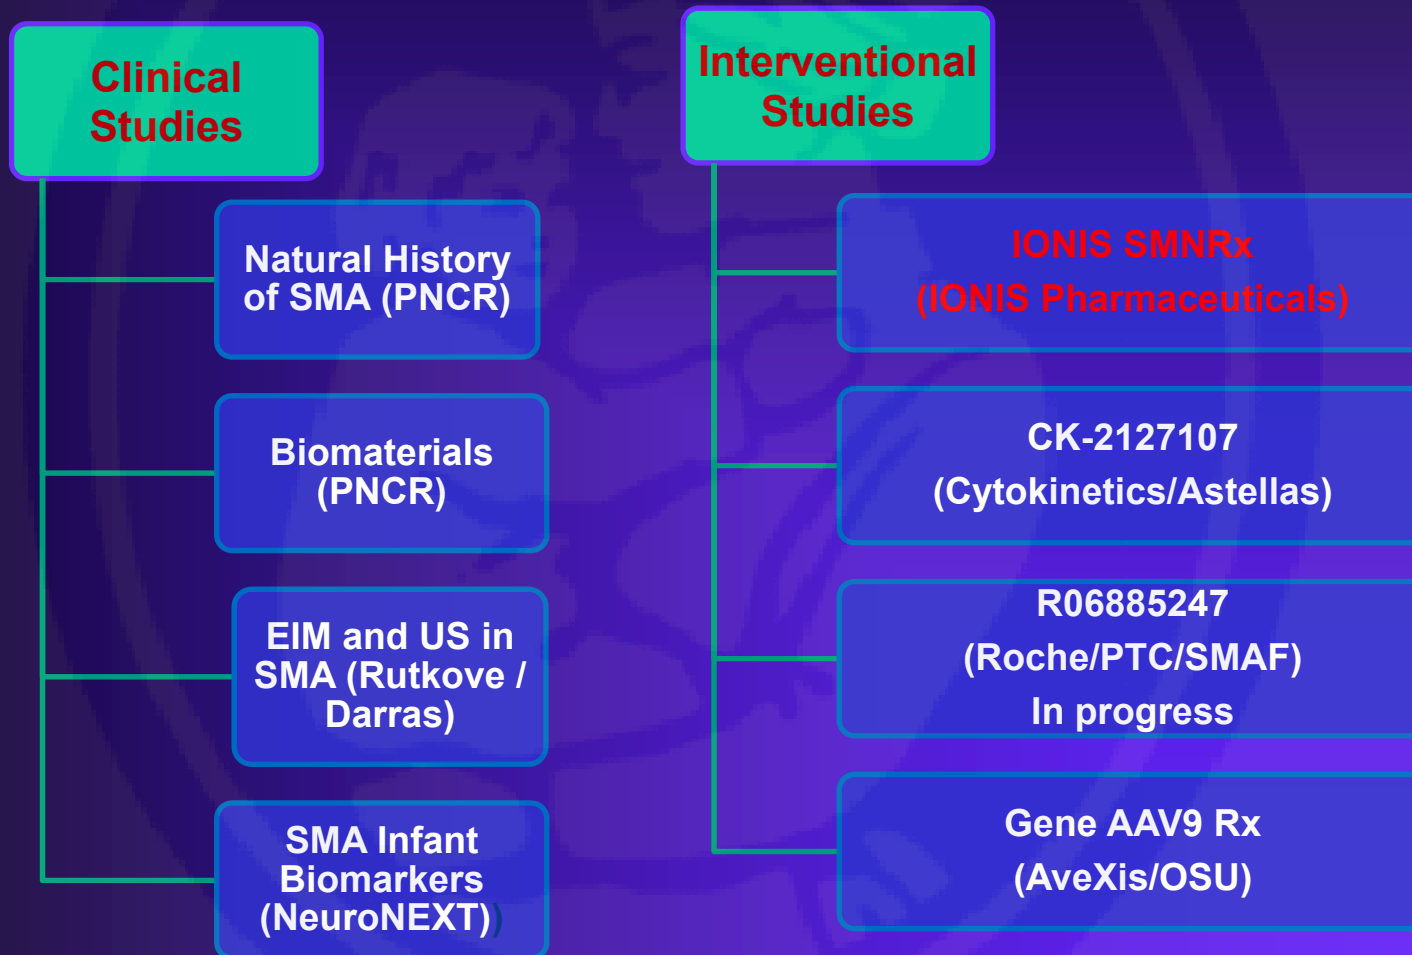 Clinical
Studies
Natural History
of SMA (PNCR)
Biomaterials
(PNCR)
EIM and US in
SMA (Rutkove /
Darras)
SMA Infant
Biomarkers
(NeuroNEXT))
Interventional
Studies
IONIS SMNRx
(IONIS Pharmaceuticals)
CK-2127107
(Cytokinetics/Astellas)
R06885247
(Roche/PTC/SMAF)
In progress
Gene AAV9 Rx
(AveXis/OSU)